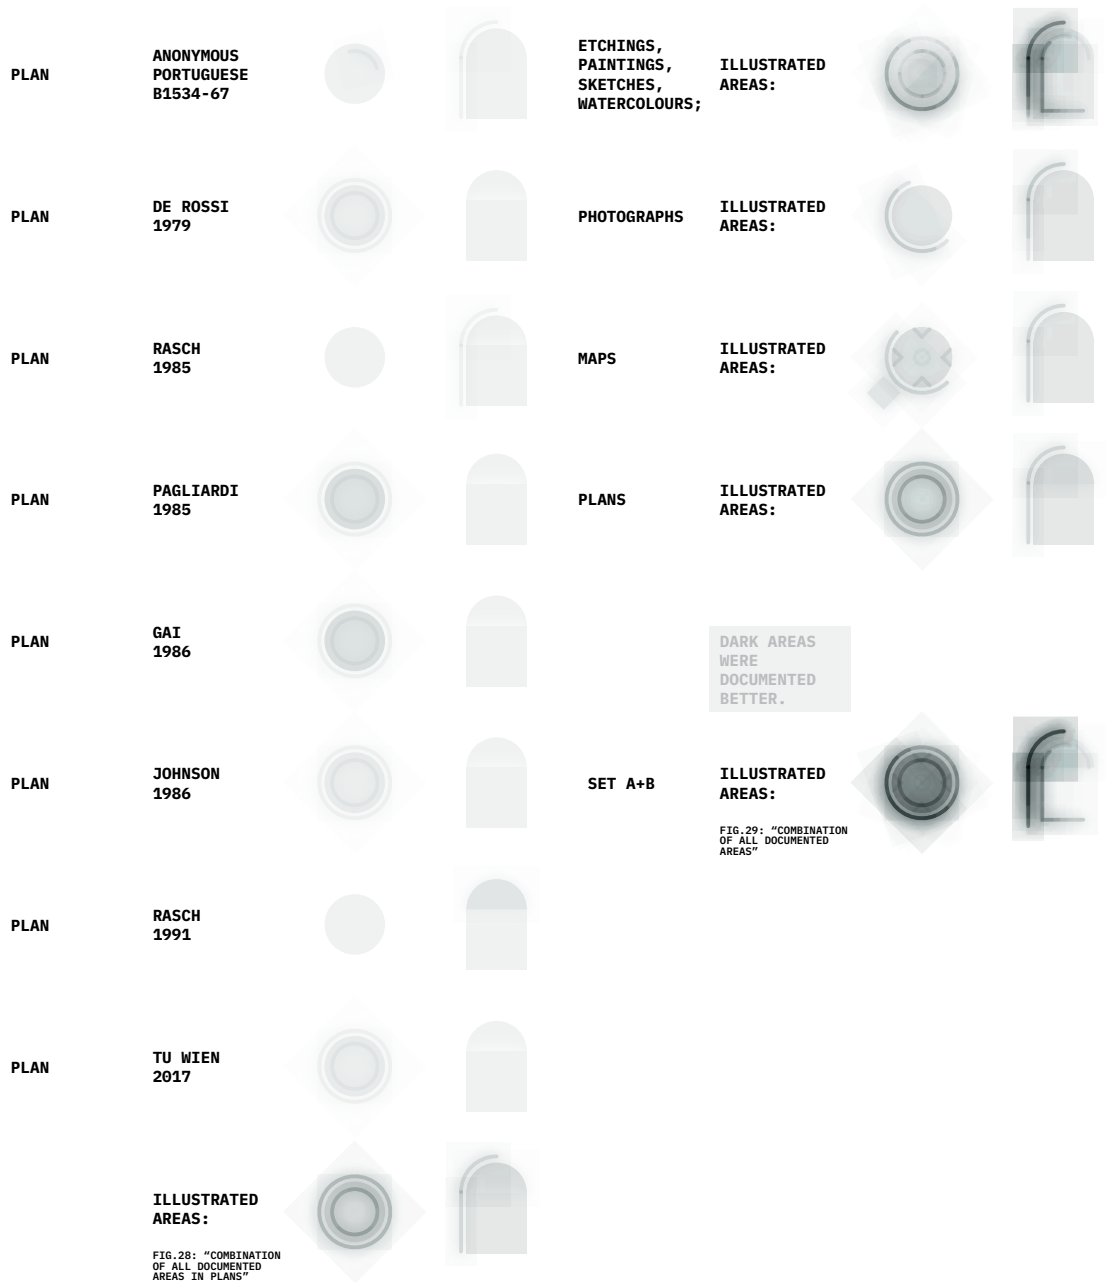 PLAN
ANONYMOUS
PORTUGUESE
B1534-67
PLAN
DE ROSSI
1979
PLAN
RASCH
1985
PLAN
PAGLIARDI
1985
PLAN
GAI
1986
PLAN
JOHNSON
1986
PLAN
RASCH
1991
PLAN
TU WIEN
2017
ILLUSTRATED
AREAS:
FIG.28: “COMBINATION
OF ALL DOCUMENTED
AREAS IN PLANS”
ETCHINGS,
PAINTINGS,
SKETCHES,
WATERCOLOURS;
ILLUSTRATED
AREAS:
PHOTOGRAPHS
ILLUSTRATED
AREAS:
MAPS
ILLUSTRATED
AREAS:
PLANS
ILLUSTRATED
AREAS:
DARK AREAS
WERE
DOCUMENTED
BETTER.
SET A+B
ILLUSTRATED
AREAS:
FIG.29: “COMBINATION
OF ALL DOCUMENTED
AREAS”